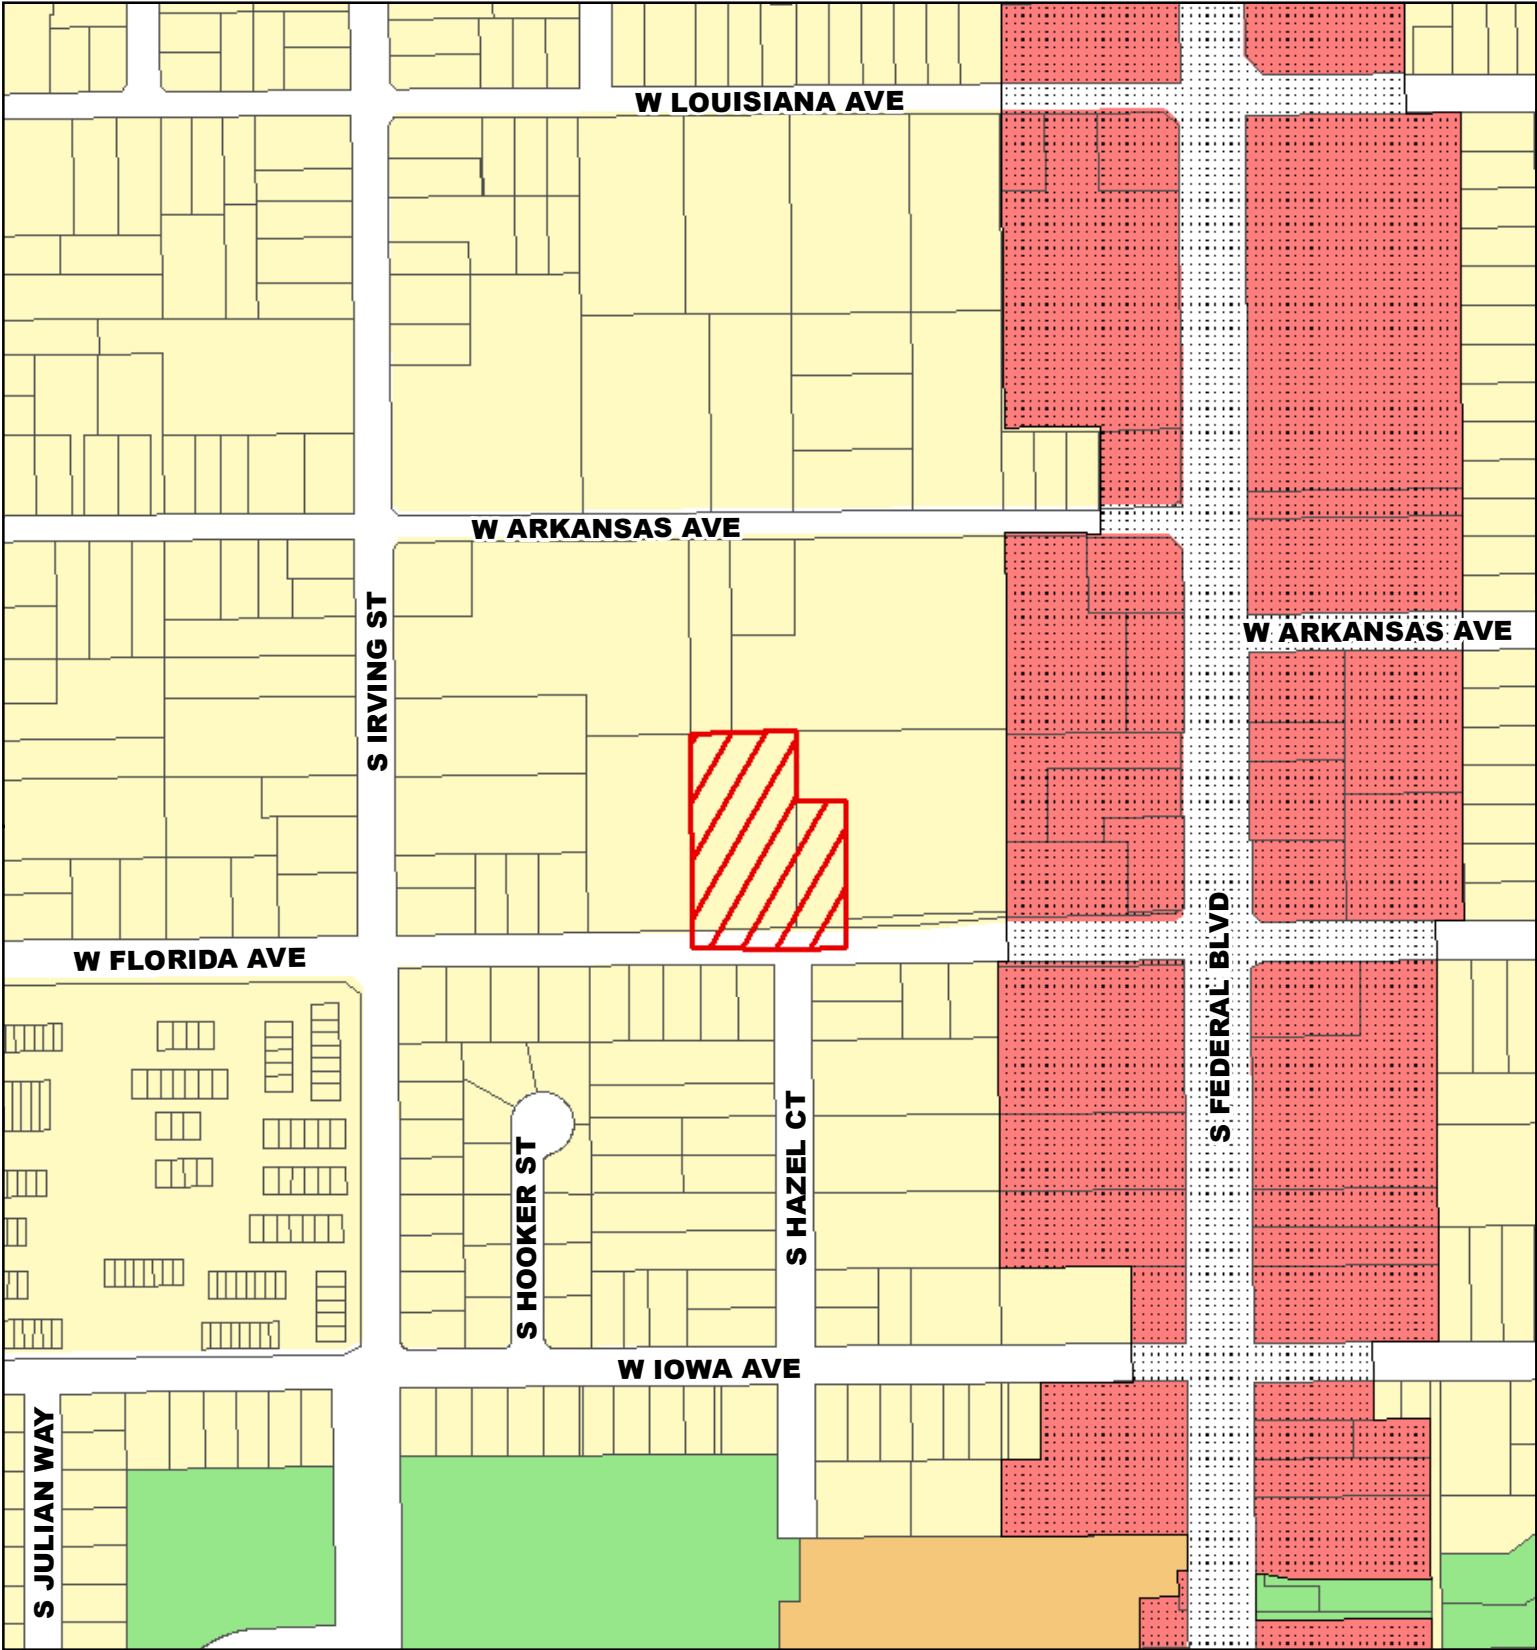 W LOUISIANA AVE
W ARKANSAS AVE
S IRVING ST
W ARKANSAS AVE
W FLORIDA AVE
S FEDERAL BLVD
S HOOKER ST
S HAZEL CT
W IOWA AVE
S JULIAN WAY